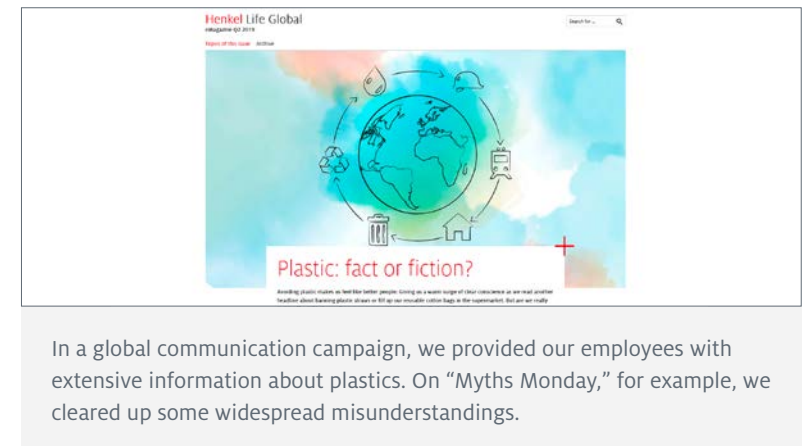 Henkel Life Global
eMagazine Q3 2019
Search for ...
Topics of this issue Archive
Plastic: fact or fiction?
Avoiding plastic makes us feel like better people: Giving us a warm surge of clear conscience as we read another
headline about banning plastic straws or fill up our reusable cotton bags in the supermarket. But are we really
In a global communication campaign, we provided our employees with
extensive information about plastics. On “Myths Monday,” for example, we
cleared up some widespread misunderstandings.